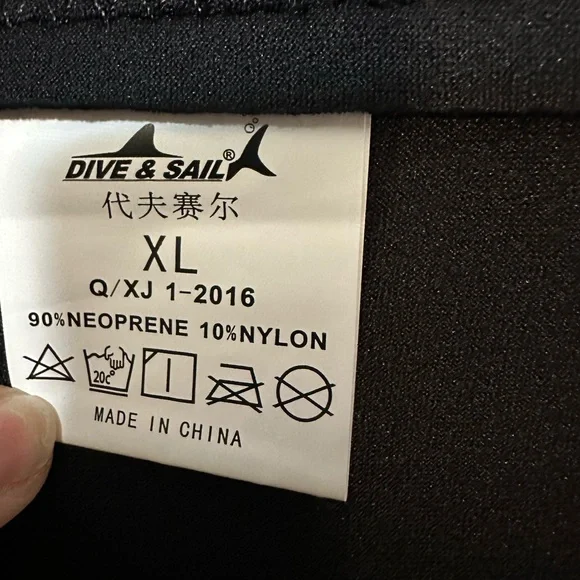 DIVE & SAIL®
代夫赛尔
XL
Q/XJ 1-2016
90%NEOPRENE 10%NYLON
20c°
MADE IN CHINA